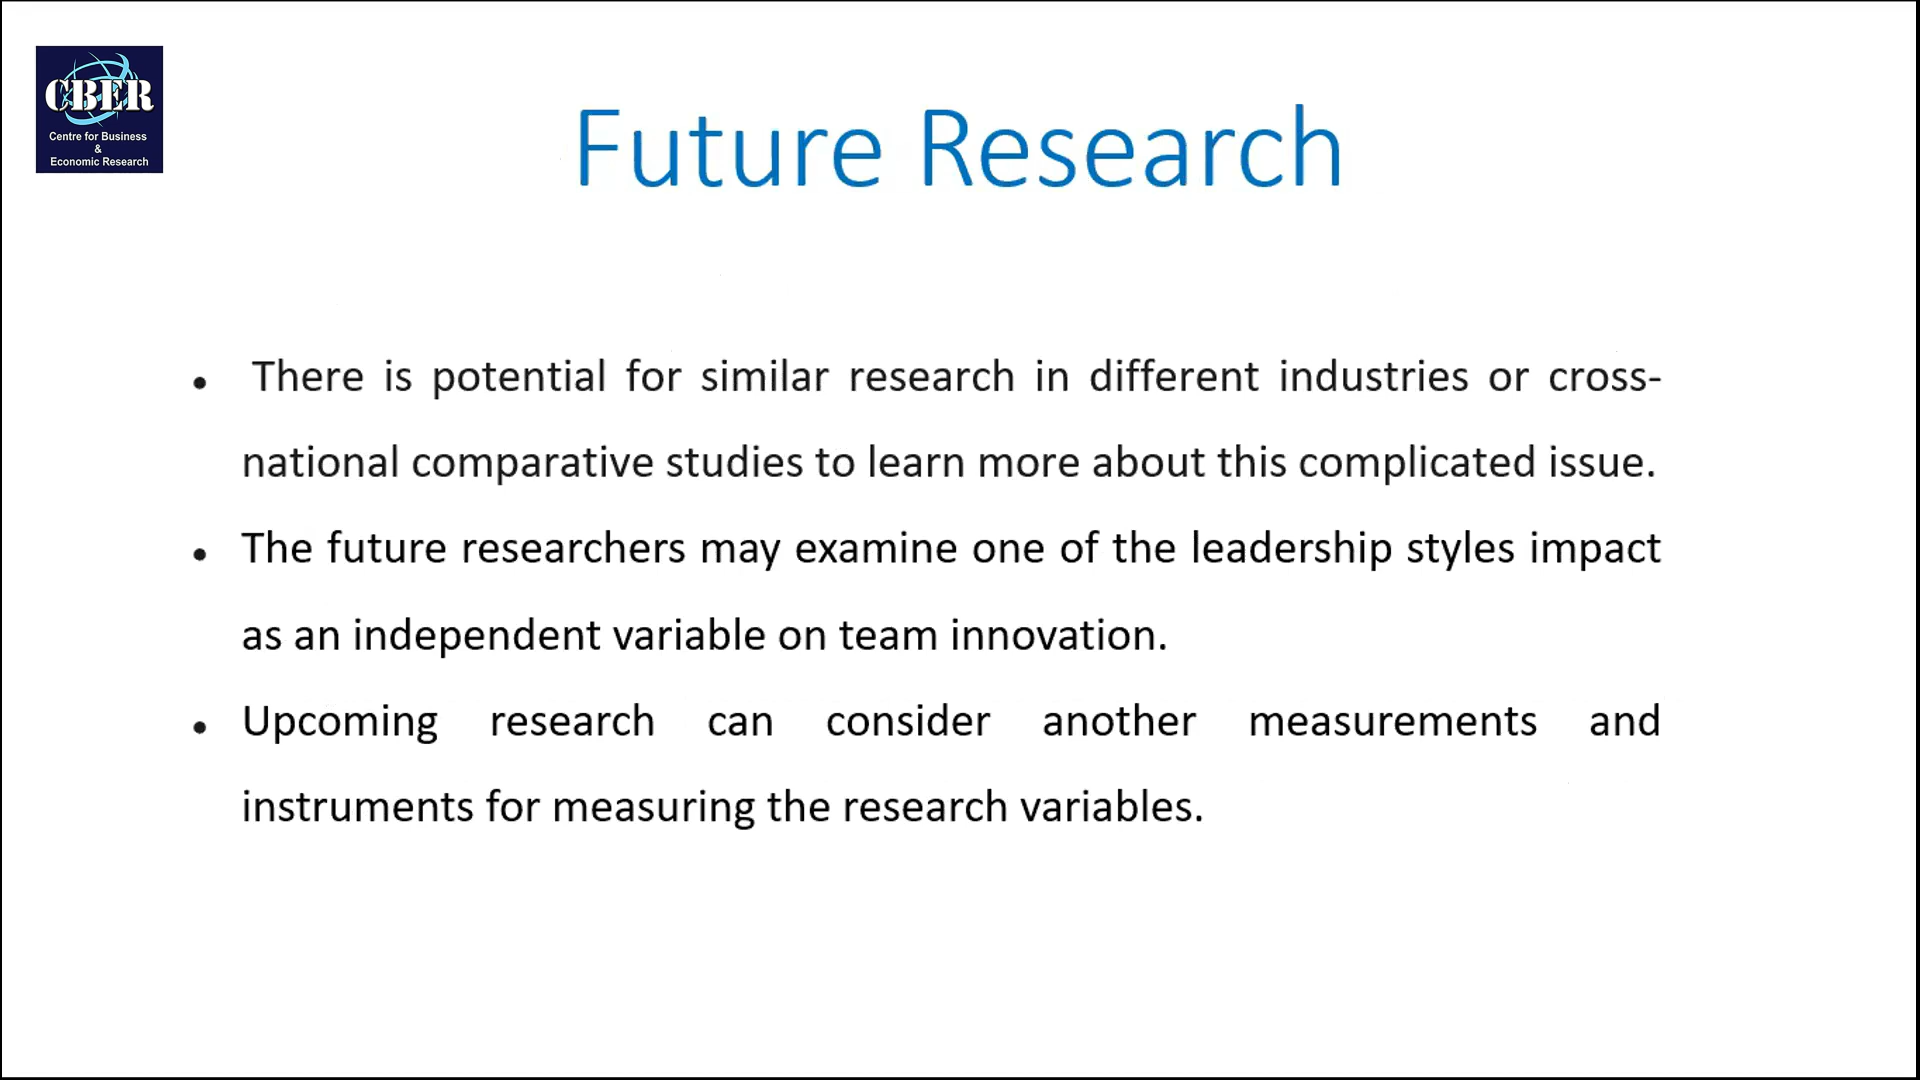 CBER
Centre for Business
&
Economic Research
Future Research
• There is potential for similar research in different industries or cross-
national comparative studies to learn more about this complicated issue.
• The future researchers may examine one of the leadership styles impact
as an independent variable on team innovation.
• Upcoming research can consider another measurements and
instruments for measuring the research variables.